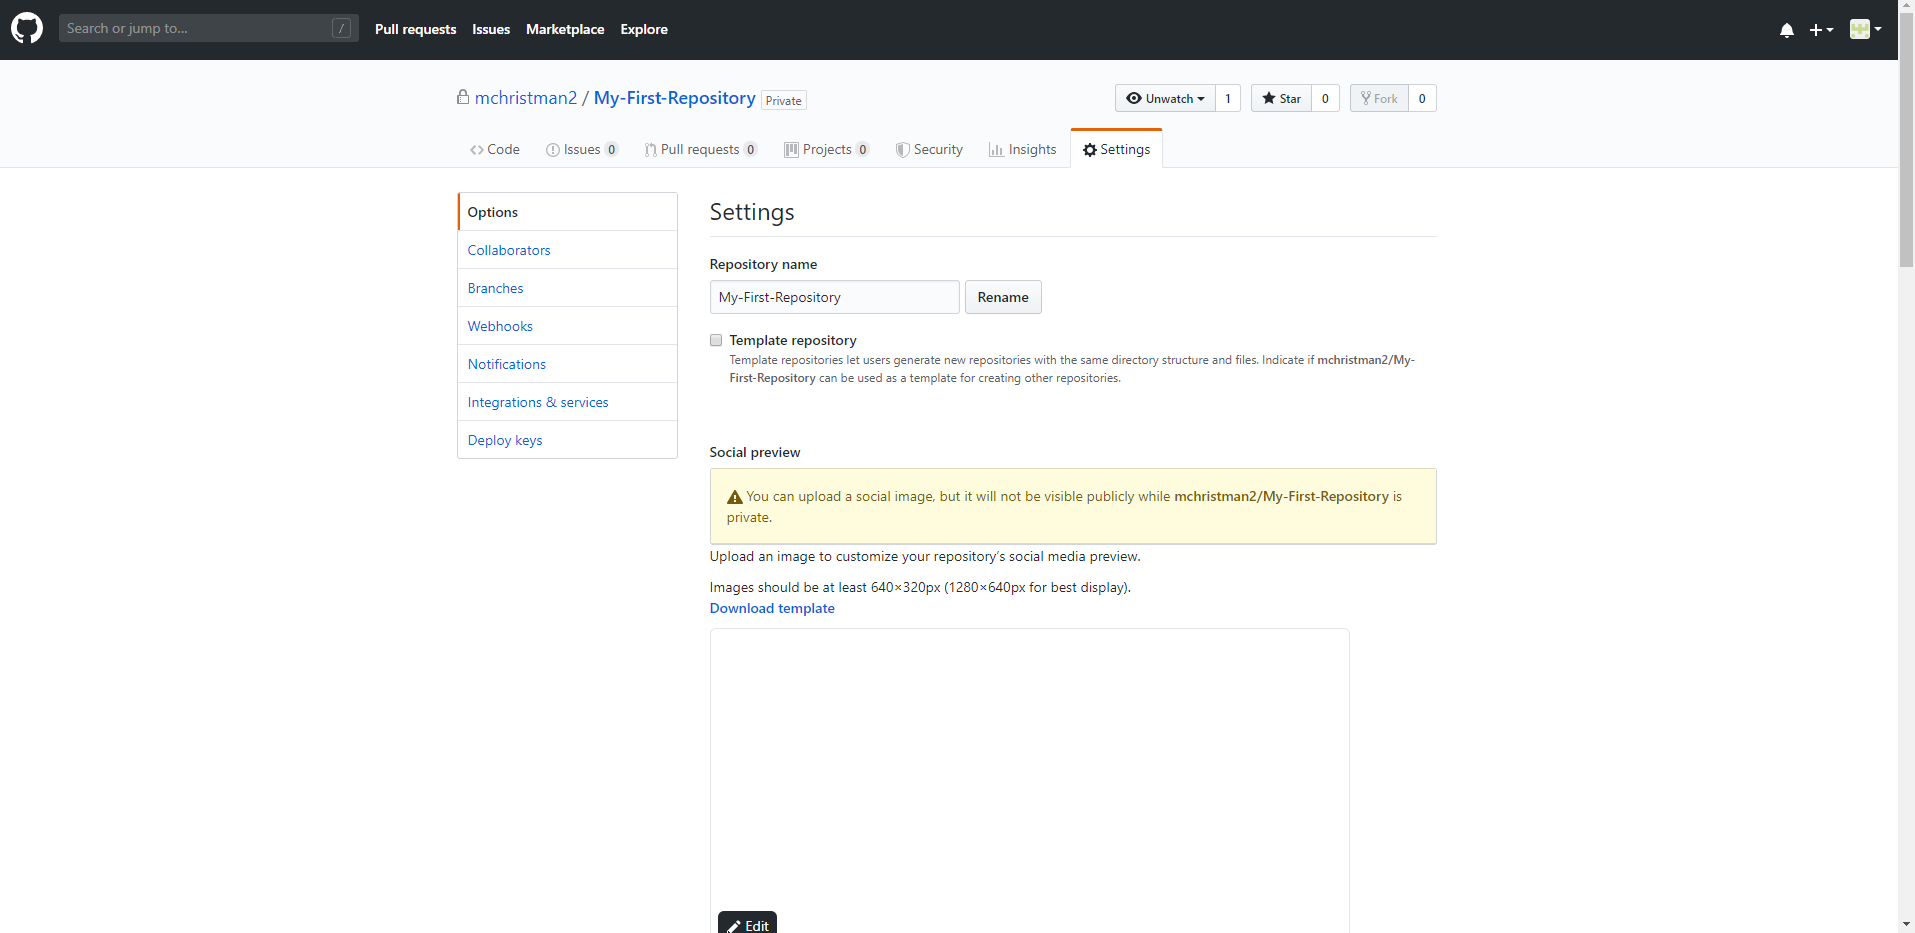 Search or jump to... / Pull requests Issues Marketplace Explore
mchristman2 / My-First-Repository Private Unwatch 1 Star 0 Fork 0
Code Issues 0 Pull requests 0 Projects 0 Security Insights Settings
Options
Collaborators
Branches
Webhooks
Notifications
Integrations & services
Deploy keys
Settings
Repository name
My-First-Repository Rename
Template repository
Template repositories let users generate new repositories with the same directory structure and files. Indicate if mchristman2/My-
First-Repository can be used as a template for creating other repositories.
Social preview
You can upload a social image, but it will not be visible publicly while mchristman2/My-First-Repository is
private.
Upload an image to customize your repository’s social media preview.
Images should be at least 640×320px (1280×640px for best display).
Download template
Edit